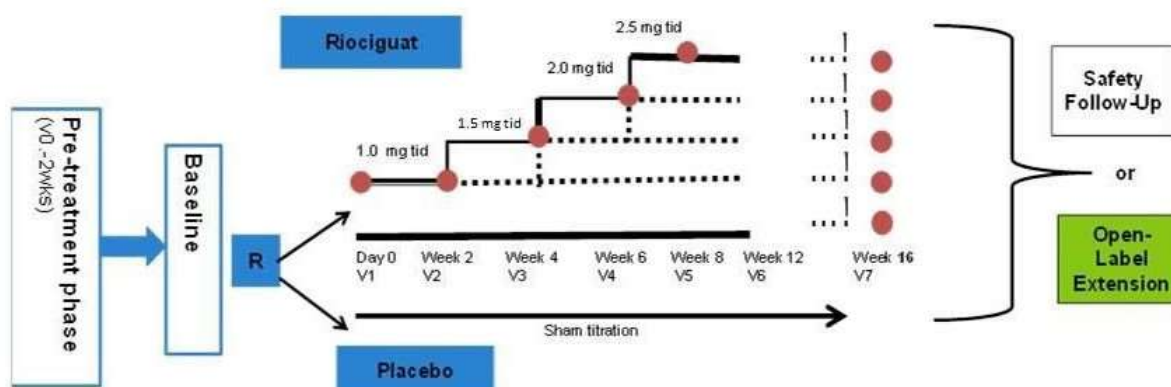 Pre-treatment phase
(V0.-2wks)
Baseline
R
Riociguat
1.0 mg tid
1.5 mg tid
2.0 mg tid
2.5 mg tid
Day 0 Week 2 Week 4 Week 6 Week 8 Week 12 Week 16
V1 V2 V3 V4 V5 V6 V7
Sham titration
Placebo
Safety
Follow-Up
or
Open-
Label
Extension